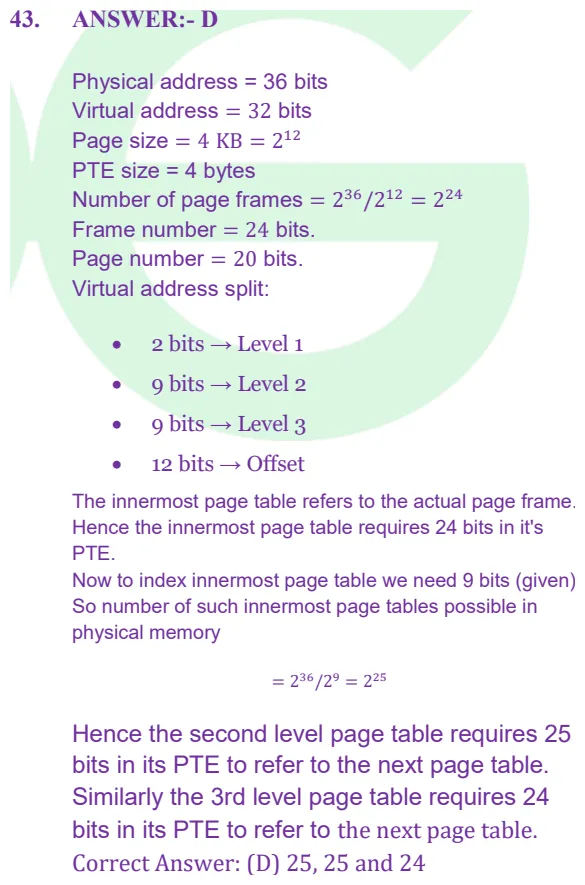 43. ANSWER:- D
Physical address = 36 bits
Virtual address = 32 bits
Page size = 4 KB = 2¹²
PTE size = 4 bytes
Number of page frames = 2³⁶/2¹² = 2²⁴
Frame number = 24 bits.
Page number = 20 bits.
Virtual address split:
• 2 bits → Level 1
• 9 bits → Level 2
• 9 bits → Level 3
• 12 bits → Offset
The innermost page table refers to the actual page frame.
Hence the innermost page table requires 24 bits in it's
PTE.
Now to index innermost page table we need 9 bits (given)
So number of such innermost page tables possible in
physical memory
= 2³⁶/2⁹ = 2²⁵
Hence the second level page table requires 25
bits in its PTE to refer to the next page table.
Similarly the 3rd level page table requires 24
bits in its PTE to refer to the next page table.
Correct Answer: (D) 25, 25 and 24